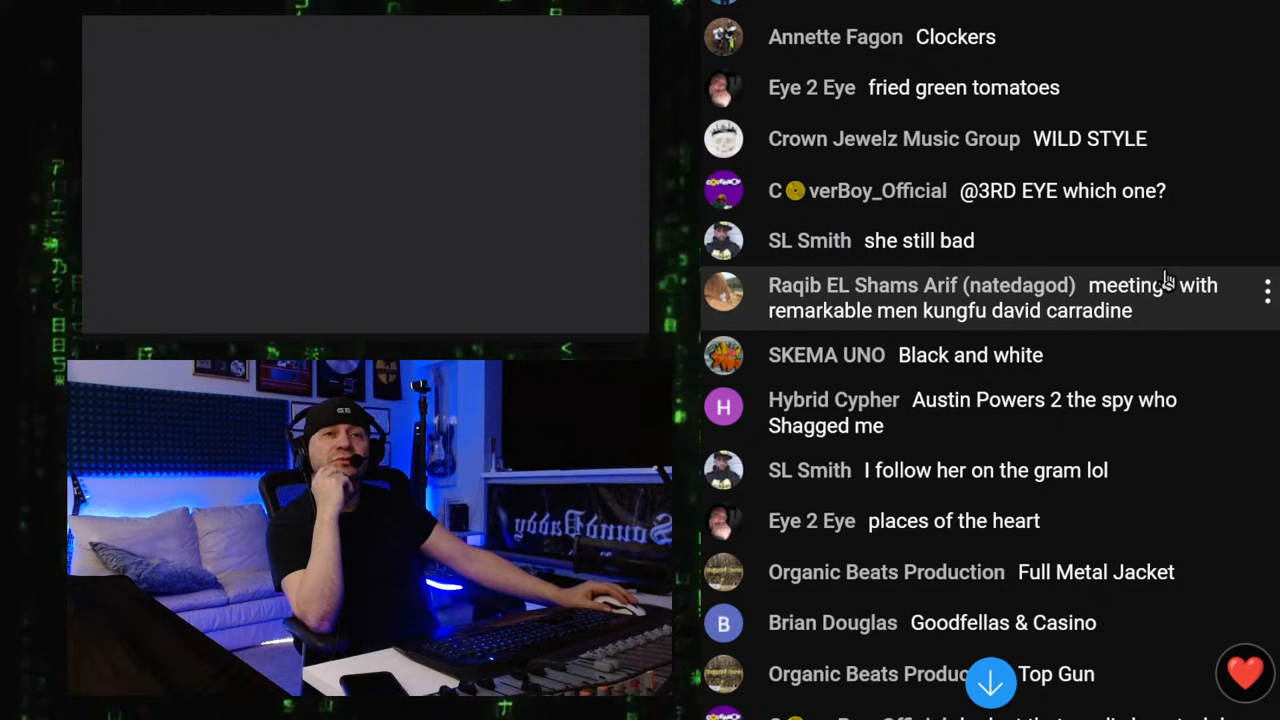 Annette Fagon Clockers
Eye 2 Eye fried green tomatoes
Crown Jewelz Music Group WILD STYLE
C verBoy_Official @3RD EYE which one?
SL Smith she still bad
Raqib EL Shams Arif (natedagod) with
remarkable men kungfu david carradine
SKEMA UNO Black and white
Hybrid Cypher Austin Powers 2 the spy who
Shagged me
H
SL Smith I follow her on the gram lol
Eye 2 Eye places of the heart
SoundDaddy
Organic Beats Production Full Metal Jacket
B
Brian Douglas Goodfellas & Casino
Organic Beats Top Gun